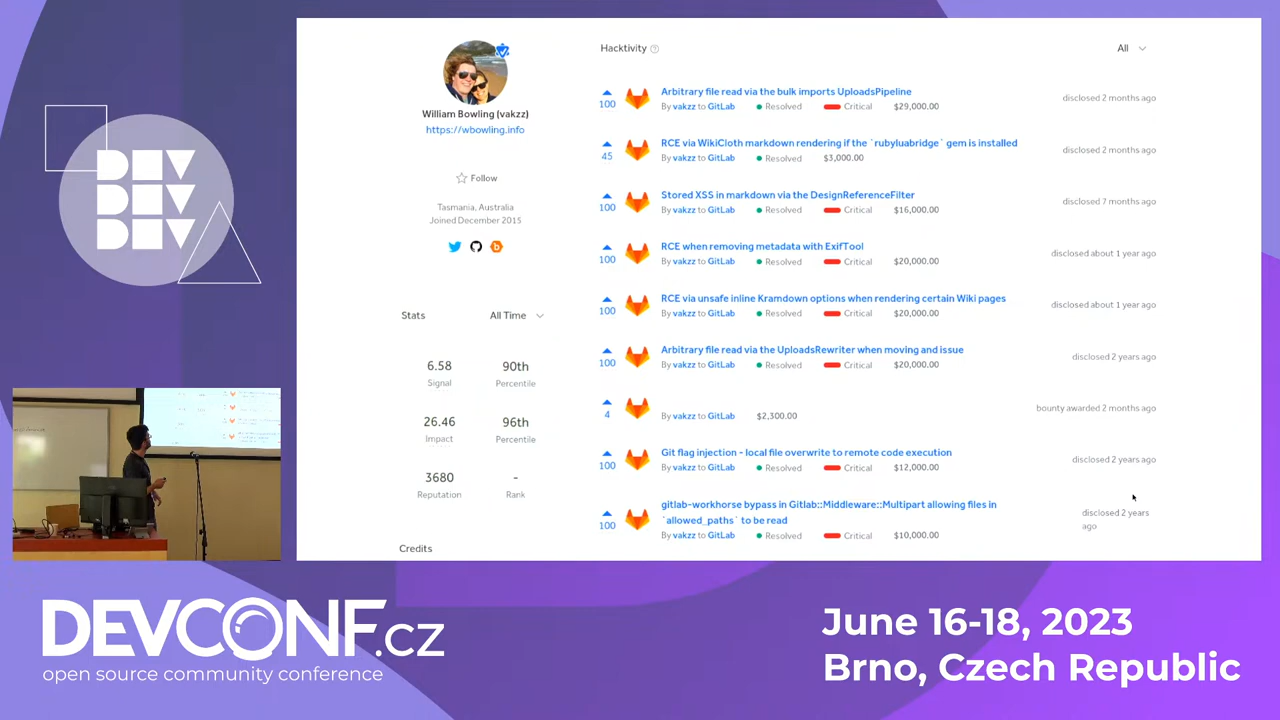 William Bowling (vakzz)
https://wbowling.info
Follow
Tasmania, Australia
Joined December 2015
Stats All Time
6.58 90th
Signal Percentile
26.46 96th
Impact Percentile
3680 -
Reputation Rank
Credits
Hacktivity All
100 Arbitrary file read via the bulk imports UploadsPipeline
By vakzz to GitLab Resolved Critical $29,000.00
disclosed 2 months ago
45 RCE via WikiCloth markdown rendering if the `rubyluabridge` gem is installed
By vakzz to GitLab Resolved $3,000.00
disclosed 2 months ago
100 Stored XSS in markdown via the DesignReferenceFilter
By vakzz to GitLab Resolved Critical $16,000.00
disclosed 7 months ago
100 RCE when removing metadata with ExifTool
By vakzz to GitLab Resolved Critical $20,000.00
disclosed about 1 year ago
100 RCE via unsafe inline Kramdown options when rendering certain Wiki pages
By vakzz to GitLab Resolved Critical $20,000.00
disclosed about 1 year ago
100 Arbitrary file read via the UploadsRewriter when moving and issue
By vakzz to GitLab Resolved Critical $20,000.00
disclosed 2 years ago
4 By vakzz to GitLab $2,300.00
bounty awarded 2 months ago
100 Git flag injection - local file overwrite to remote code execution
By vakzz to GitLab Resolved Critical $12,000.00
disclosed 2 years ago
100 gitlab-workhorse bypass in Gitlab::Middleware::Multipart allowing files in
`allowed_paths` to be read
By vakzz to GitLab Resolved Critical $10,000.00
disclosed 2 years
ago
DEV
DEV
DEV
DEVCONF.cz
open source community conference
June 16-18, 2023
Brno, Czech Republic